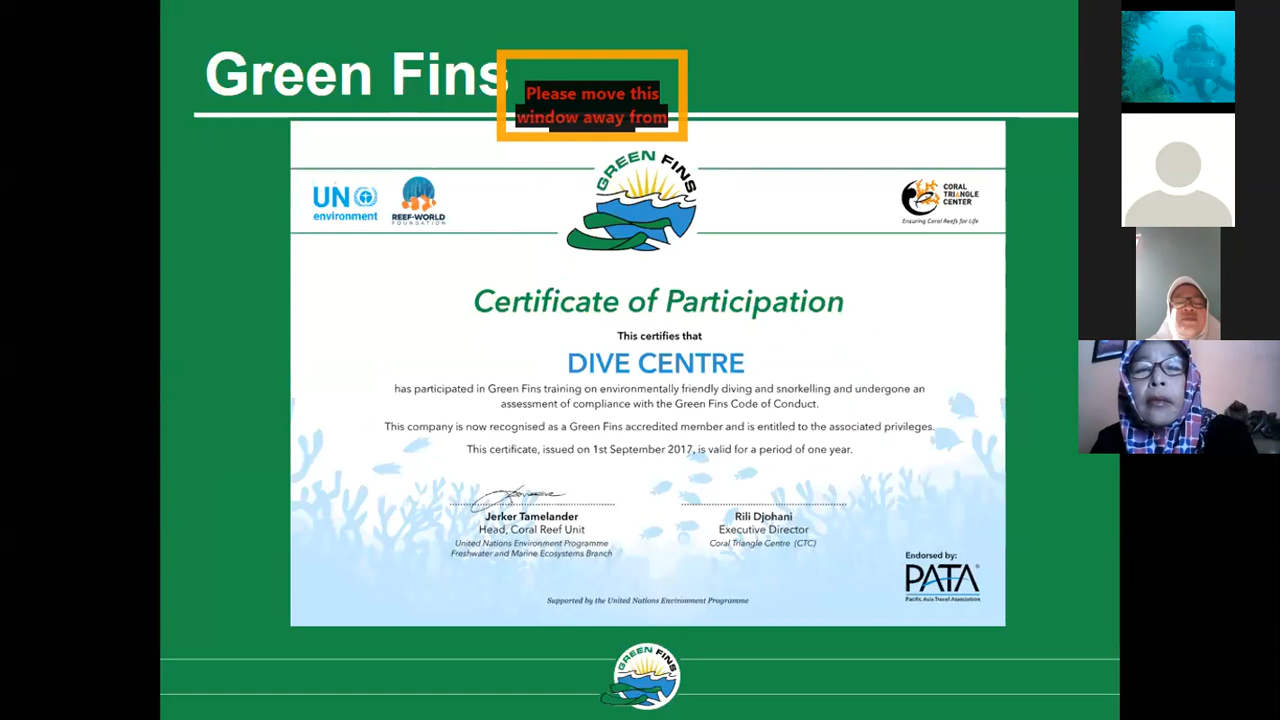 Green Fins
Please move this
window away from
GREEN FINS
UN
environment
REEF-WORLD
FOUNDATION
CORAL
TRIANGLE
CENTER
Ensuring Coral Reefs for Life
Certificate of Participation
This certifies that
DIVE CENTRE
has participated in Green Fins training on environmentally friendly diving and snorkelling and undergone an
assessment of compliance with the Green Fins Code of Conduct.
This company is now recognised as a Green Fins accredited member and is entitled to the associated privileges.
This certificate, issued on 1st September 2017, is valid for a period of one year.
Jerker Tamelander
Head, Coral Reef Unit
United Nations Environment Programme
Freshwater and Marine Ecosystems Branch
Rili Djohani
Executive Director
Coral Triangle Centre (CTC)
Endorsed by:
PATA
Pacific Asia Travel Association
Supported by the United Nations Environment Programme
GREEN FINS